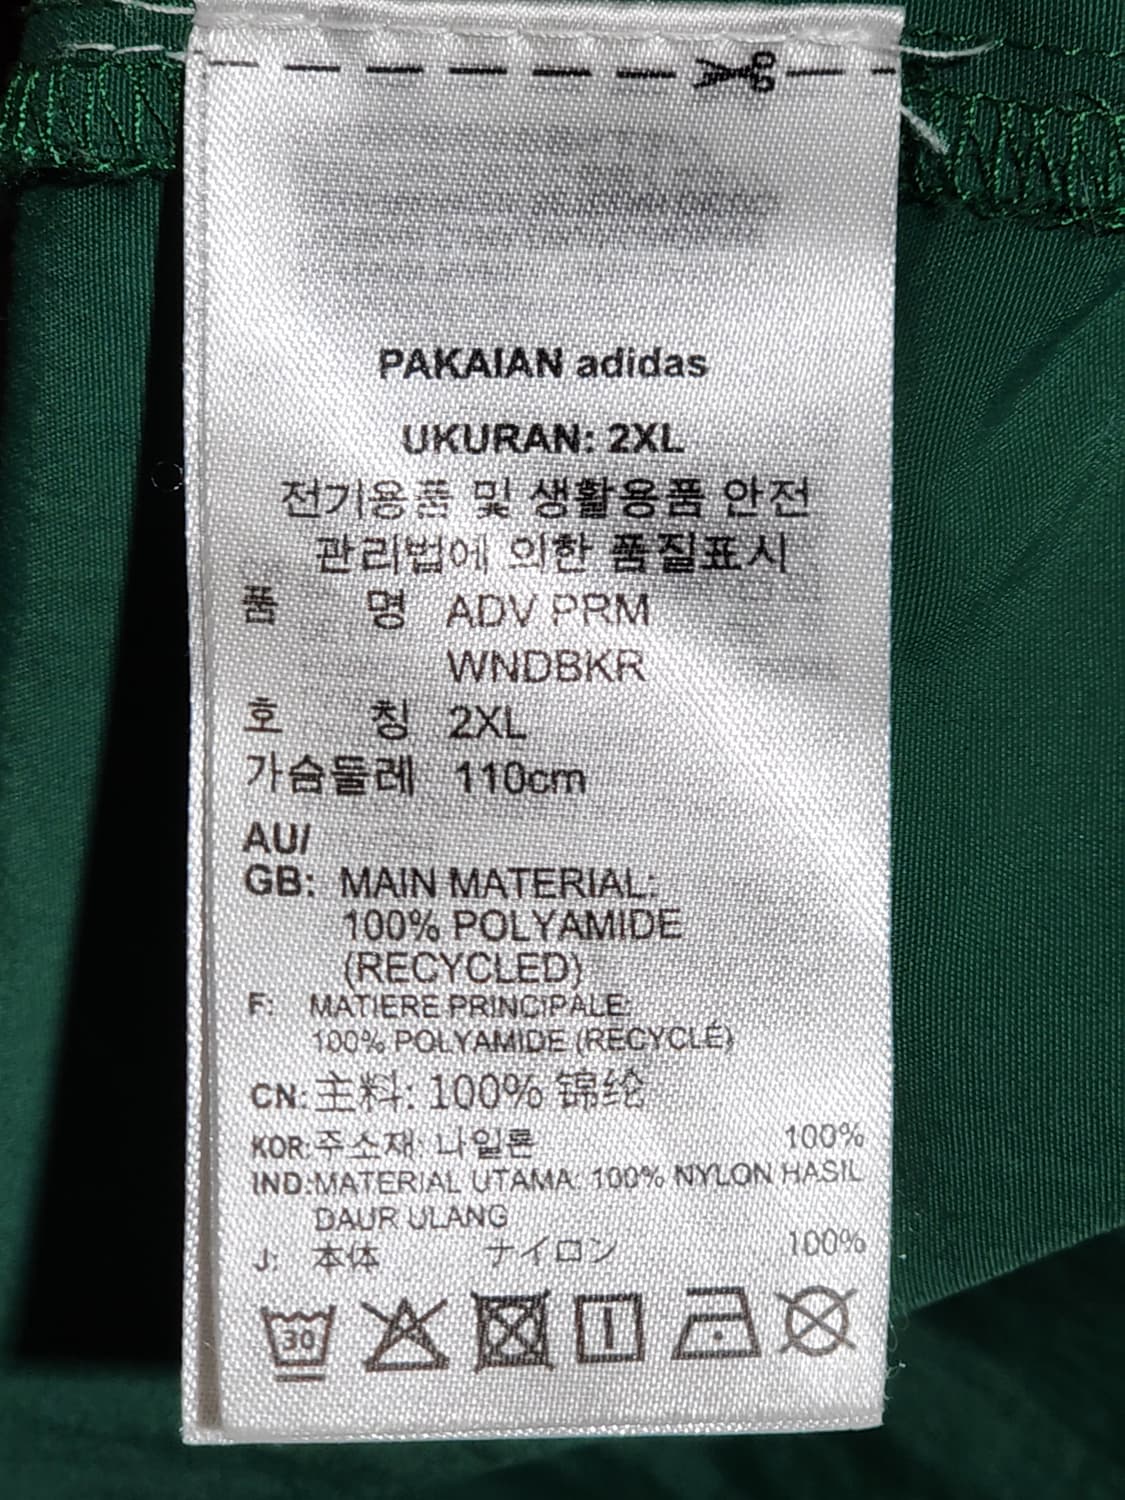 PAKAIAN adidas
UKURAN: 2XL
전기용품 및 생활용품 안전
관리법에 의한 품질표시
품 명 ADV PRM
WNDBKR
호 칭 2XL
가슴둘레 110cm
AU/
GB: MAIN MATERIAL:
100% POLYAMIDE
(RECYCLED)
F: MATIERE PRINCIPALE:
100% POLYAMIDE (RECYCLÉ)
CN:主料: 100% 锦纶
KOR:주소재: 나일론 100%
IND:MATERIAL UTAMA: 100% NYLON HASIL
DAUR ULANG
J: 本体 ナイロン 100%
30